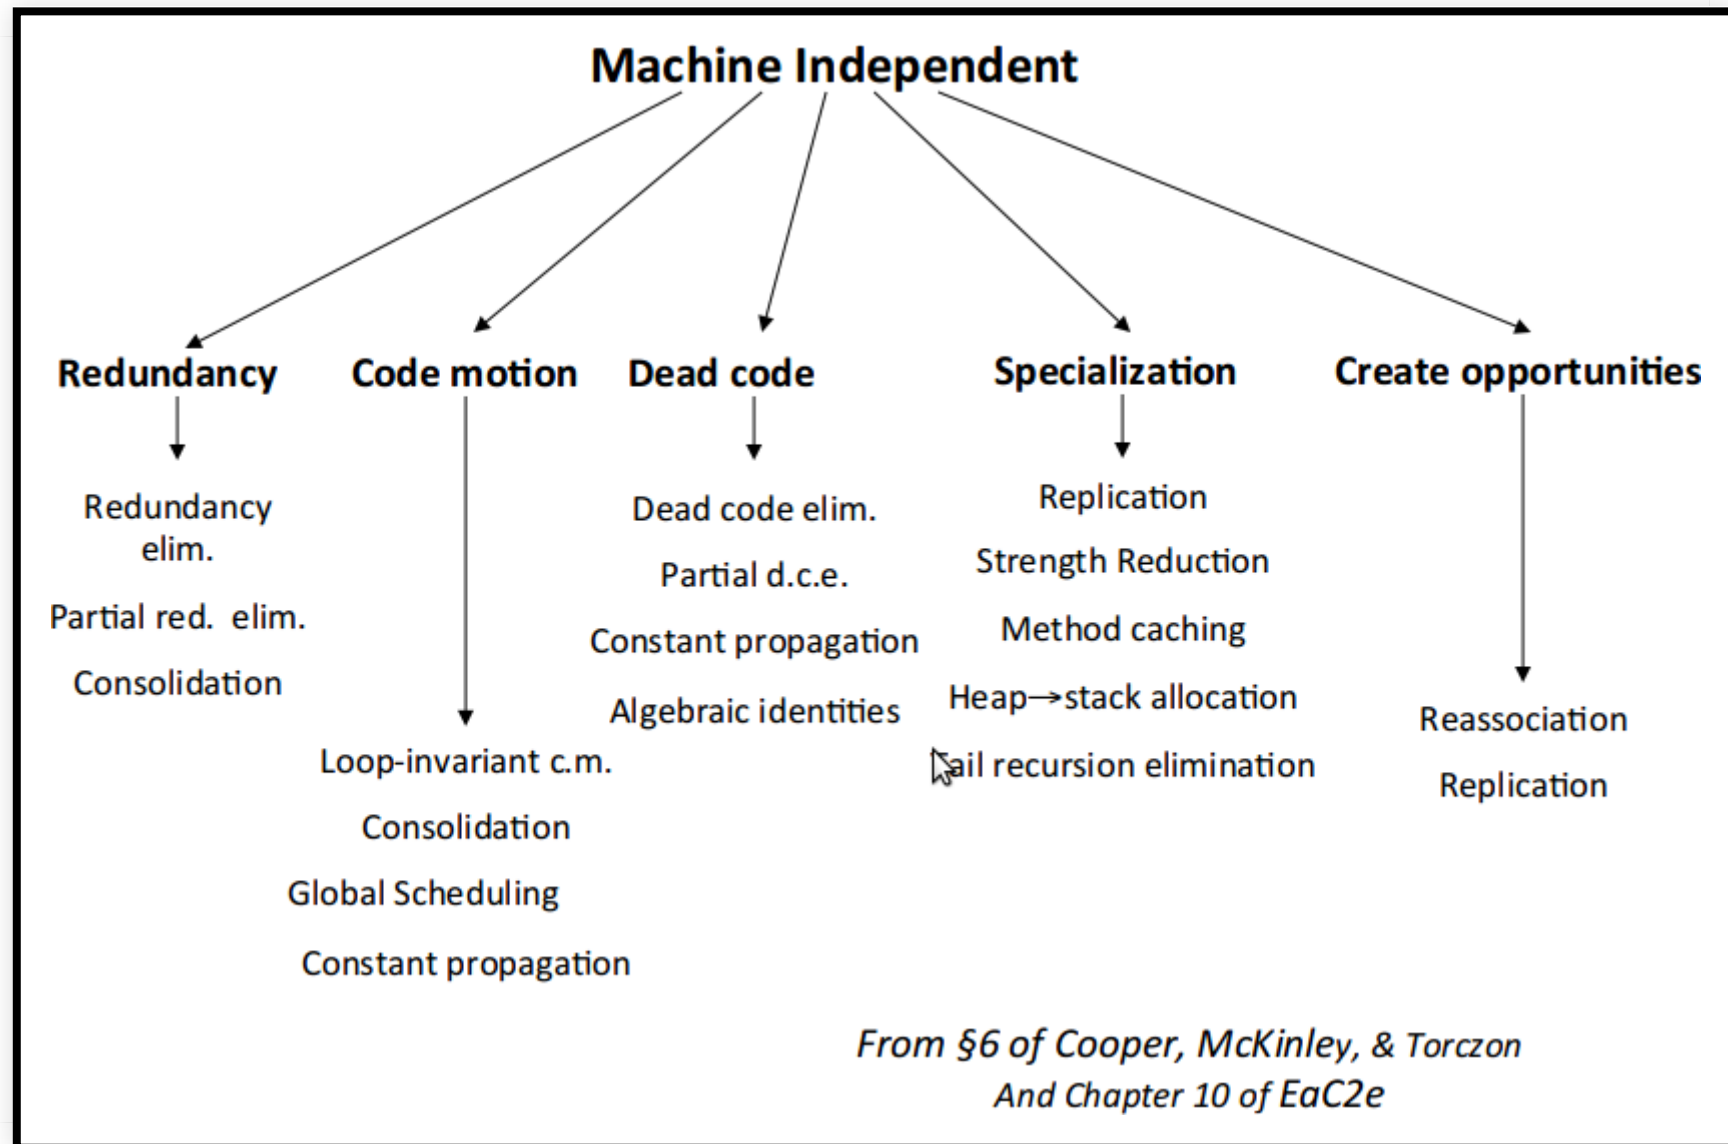 Machine Independent
Redundancy
Code motion
Dead code
Specialization
Create opportunities
Redundancy
elim.
Partial red. elim.
Consolidation
Loop-invariant c.m.
Consolidation
Global Scheduling
Constant propagation
Dead code elim.
Partial d.c.e.
Constant propagation
Algebraic identities
Replication
Strength Reduction
Method caching
Heap→stack allocation
Tail recursion elimination
Reassociation
Replication
From §6 of Cooper, McKinley, & Torczon
And Chapter 10 of EaC2e